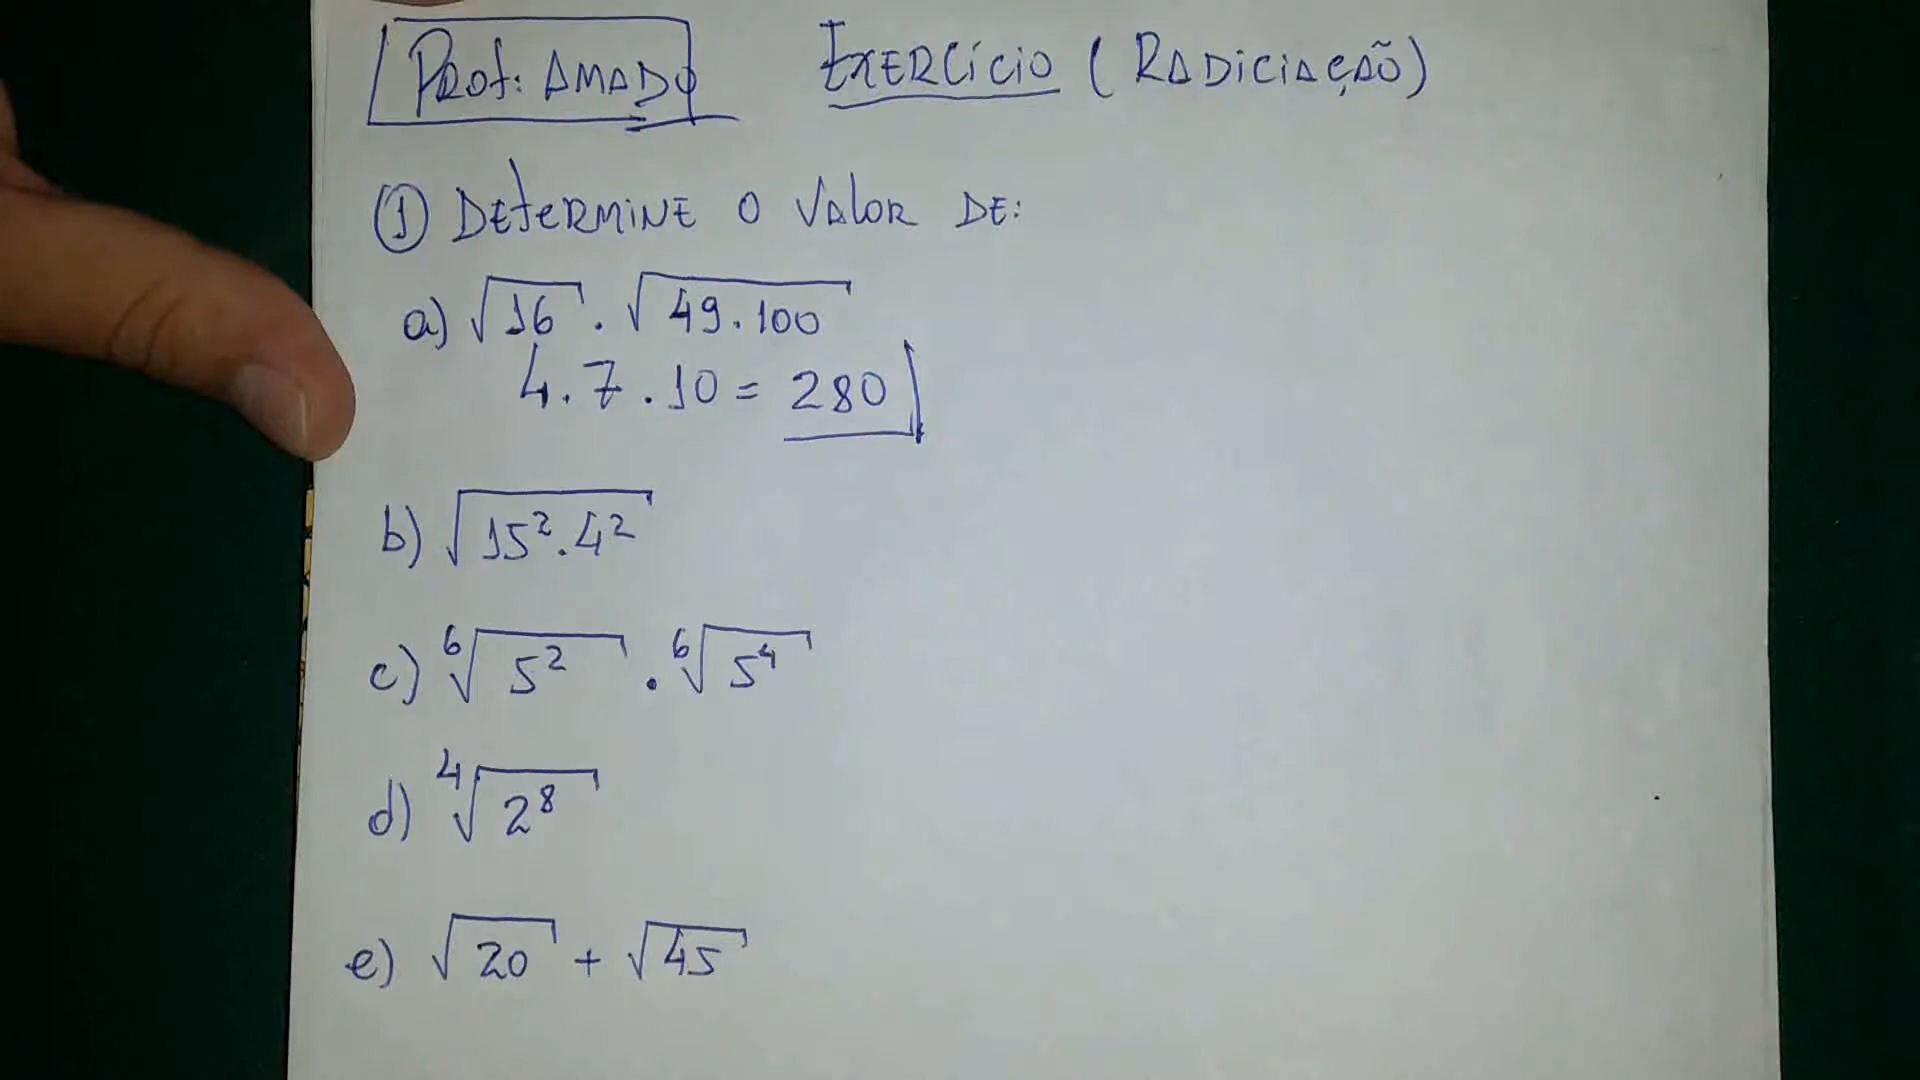 Prof: AMADO
EXERCÍCIO (RADICIAÇÃO)
① DETERMINE O VALOR DE:
a) √16 . √49.100
4.7.10 = 280
b) √15².4²
c) ⁶√5² . ⁶√5⁴
d) ⁴√2⁸
e) √20 + √45